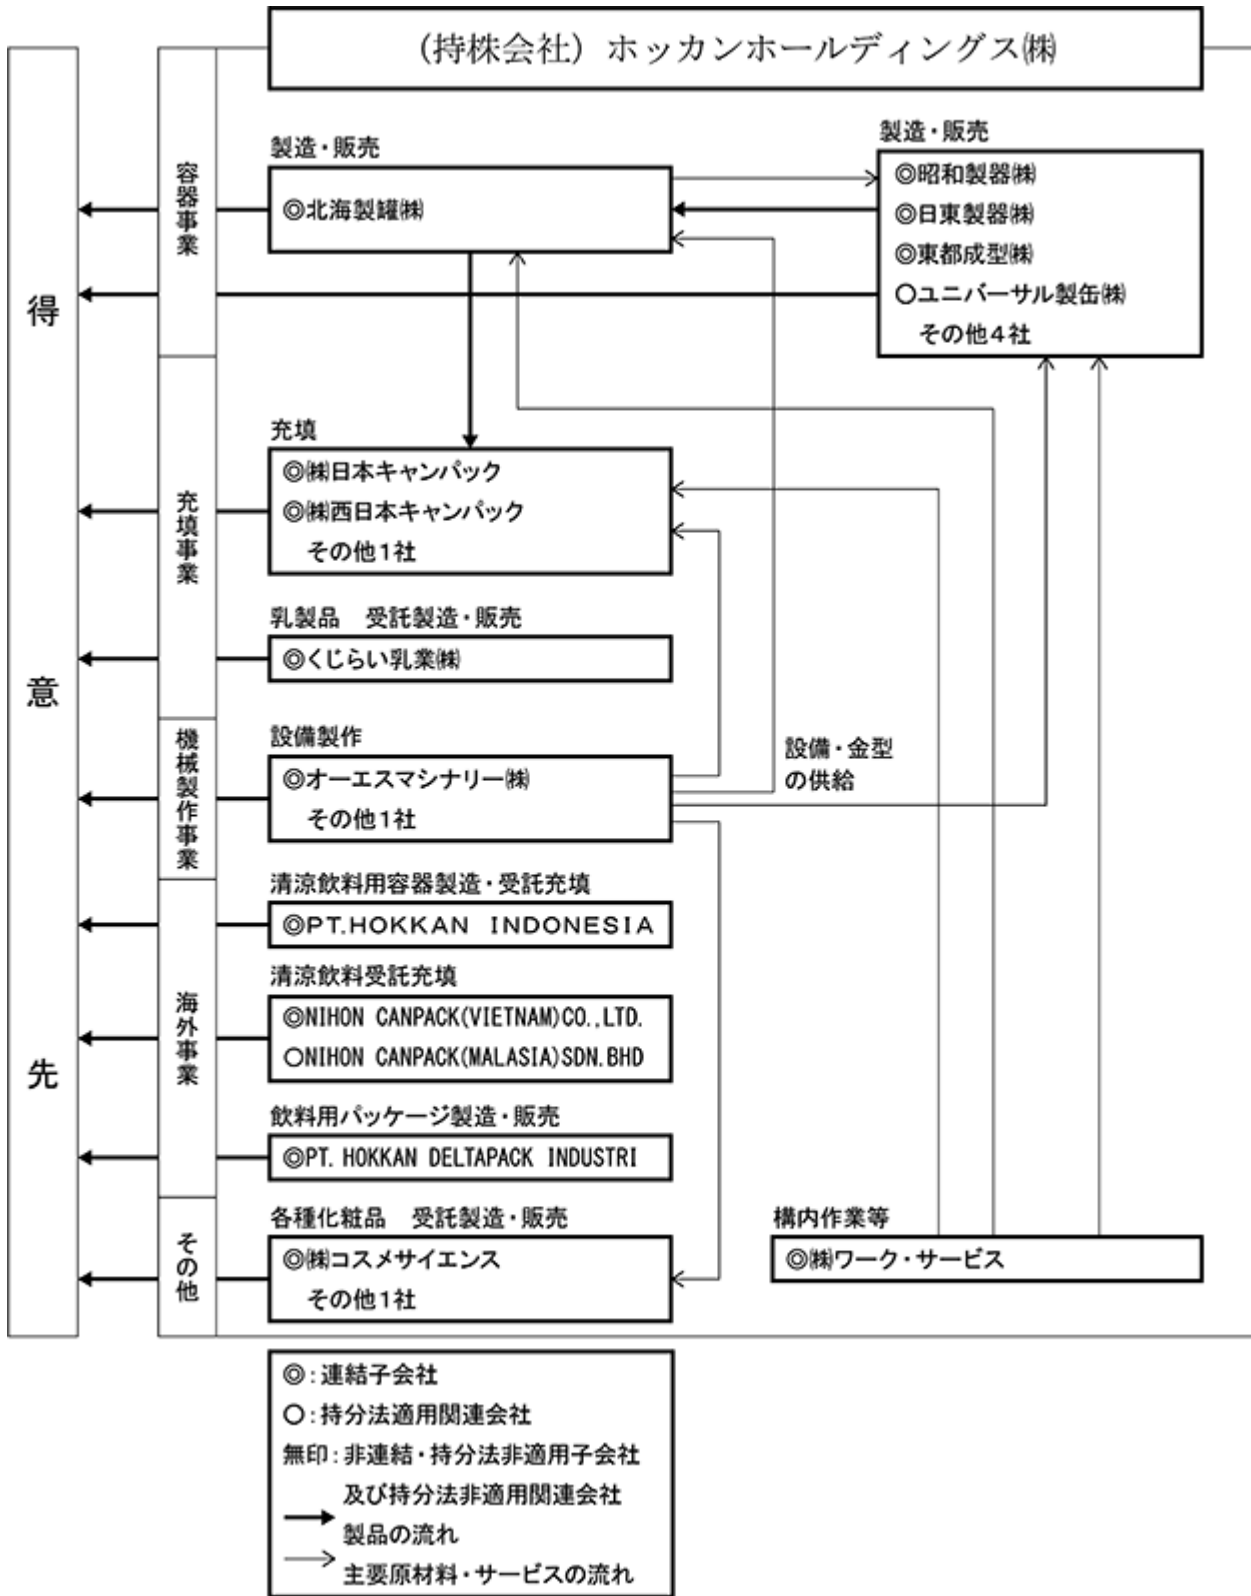 (持株会社) ホッカンホールディングス㈱
得意先
容器事業
製造・販売
◎北海製罐㈱
製造・販売
◎昭和製器㈱
◎日東製器㈱
◎東都成型㈱
○ユニバーサル製缶㈱
その他4社
充填事業
充填
◎㈱日本キャンパック
◎㈱西日本キャンパック
その他1社
乳製品　受託製造・販売
◎くじらい乳業㈱
機械製作事業
設備製作
◎オーエスマシナリー㈱
その他1社
設備・金型
の供給
海外事業
清涼飲料用容器製造・受託充填
◎PT.HOKKAN INDONESIA
清涼飲料受託充填
◎NIHON CANPACK(VIETNAM)CO.,LTD.
○NIHON CANPACK(MALASIA)SDN.BHD
飲料用パッケージ製造・販売
◎PT. HOKKAN DELTAPACK INDUSTRI
その他
各種化粧品　受託製造・販売
◎㈱コスメサイエンス
その他1社
構内作業等
◎㈱ワーク・サービス
◎：連結子会社
○：持分法適用関連会社
無印：非連結・持分法非適用子会社
及び持分法非適用関連会社
製品の流れ
主要原材料・サービスの流れ